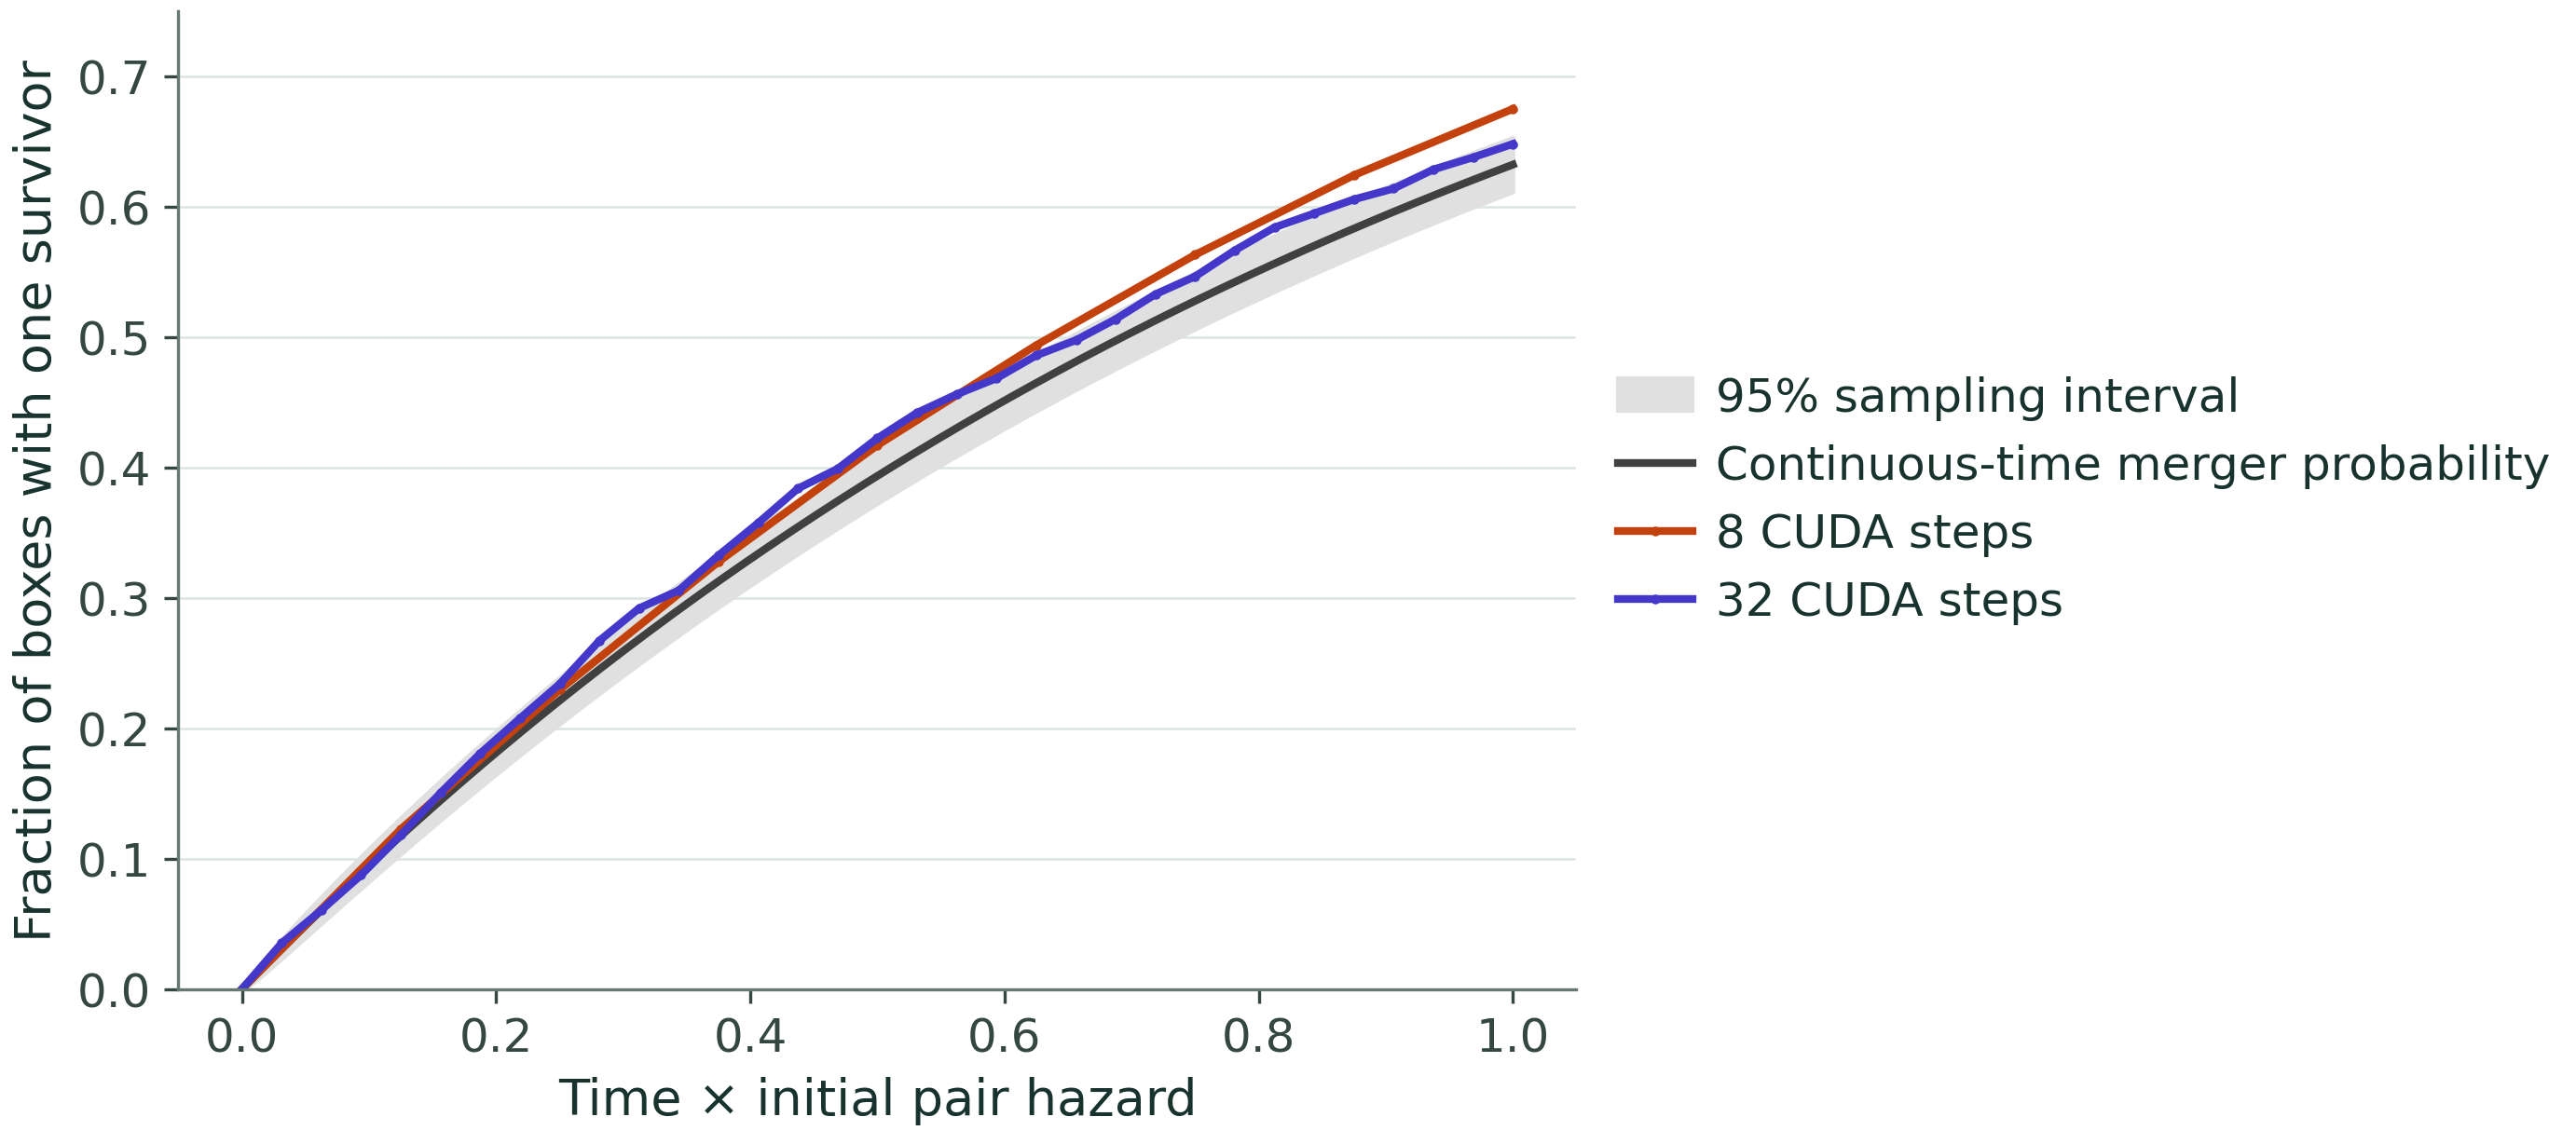 Fraction of boxes with one survivor
0.7
0.6
0.5
0.4
0.3
0.2
0.1
0.0
0.0 0.2 0.4 0.6 0.8 1.0
Time × initial pair hazard
95% sampling interval
Continuous-time merger probability
8 CUDA steps
32 CUDA steps